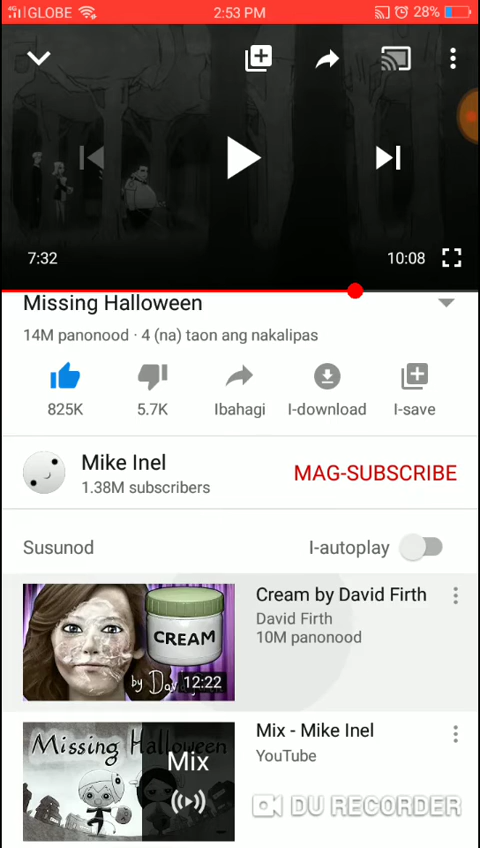 4G GLOBE 2:53 PM 28%
7:32 10:08
Missing Halloween
14M panonood · 4 (na) taon ang nakalipas
825K 5.7K Ibahagi I-download I-save
Mike Inel
MAG-SUBSCRIBE
1.38M subscribers
Susunod I-autoplay
Cream by David Firth
David Firth
10M panonood
CREAM
by Dav
12:22
Mix - Mike Inel
YouTube
Missing Halloween
Mix
DU RECORDER